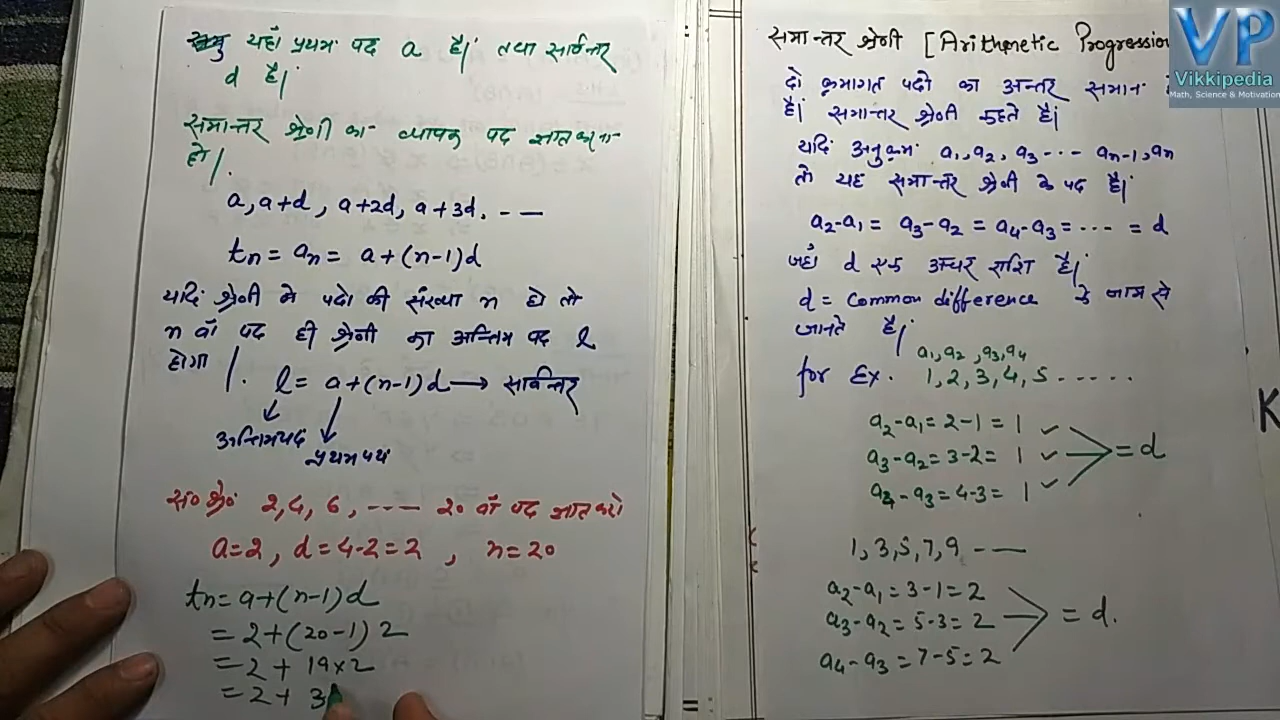 यहाँ प्रथम पद a है। तथा सार्वन्तर
d है।
समान्तर श्रेणी का व्यापक पद ज्ञात करना
हो।
a, a+d, a+2d, a+3d, - —
tn = an = a+(n-1)d
यदि श्रेणी मे पदो की संख्या n हो तो
n वाँ पद ही श्रेणी का अन्तिम पद l
होगा।
l = a+(n-1)d → सार्वन्तर
अन्तिम पद
प्रथम पद
स० श्रे० 2, 4, 6, ---- 20 वाँ पद ज्ञात करो
a=2, d=4-2=2, n=20
tn = a+(n-1)d
= 2+(20-1)2
= 2+ 19×2
= 2+ 3
समान्तर श्रेणी [Arithmetic Progression
दो क्रमागत पदो का अन्तर समान
है। समान्तर श्रेणी कहते है।
यदि अनुक्रम a1, a2, a3 --- an-1, an
तो यह समान्तर श्रेणी के पद है।
a2-a1 = a3-a2 = a4-a3 = --- = d
जहाँ d एक अचर राशि है।
d = Common difference के नाम से
जानते है।
a1, a2, a3, a4
for Ex. 1, 2, 3, 4, 5 -----
a2-a1 = 2-1 = 1 ✓
a3-a2 = 3-2 = 1 ✓ = d
a4-a3 = 4-3 = 1 ✓
1, 3, 5, 7, 9 - —
a2-a1 = 3-1 = 2
a3-a2 = 5-3 = 2 = d.
a4-a3 = 7-5 = 2
VP
Vikkipedia
Math, Science & Motivation
K